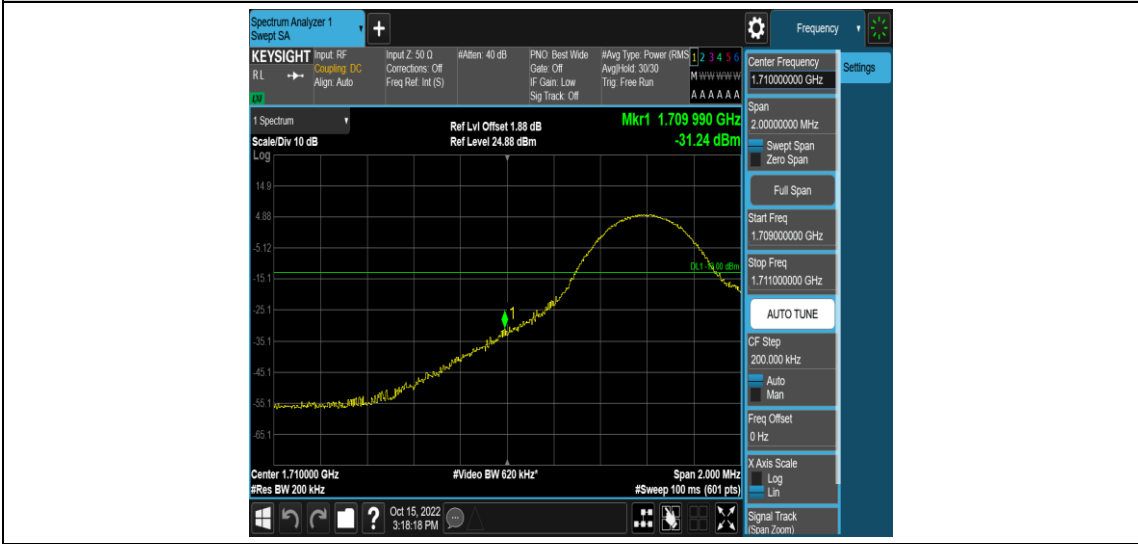 Spectrum Analyzer 1
Swept SA
+
Frequency
KEYSIGHT
RL
LXI
Input: RF
Coupling: DC
Align: Auto
Input Z: 50 Ω
Corrections: Off
Freq Ref: Int (S)
#Atten: 40 dB
PNO: Best Wide
Gate: Off
IF Gain: Low
Sig Track: Off
#Avg Type: Power (RMS
Avg|Hold: 30/30
Trig: Free Run
1 2 3 4 5 6
M W W W W W
A A A A A A
1 Spectrum
Scale/Div 10 dB
Log
Ref Lvl Offset 1.88 dB
Ref Level 24.88 dBm
Mkr1 1.709 990 GHz
-31.24 dBm
14.9
4.88
-5.12
-15.1
-25.1
-35.1
-45.1
-55.1
-65.1
DL1 -13.00 dBm
1
Center 1.710000 GHz
#Res BW 200 kHz
#Video BW 620 kHz*
Span 2.000 MHz
#Sweep 100 ms (601 pts)
Center Frequency
1.710000000 GHz
Settings
Span
2.00000000 MHz
Swept Span
Zero Span
Full Span
Start Freq
1.709000000 GHz
Stop Freq
1.711000000 GHz
AUTO TUNE
CF Step
200.000 kHz
Auto
Man
Freq Offset
0 Hz
X Axis Scale
Log
Lin
Signal Track
(Span Zoom)
?
Oct 15, 2022
3:18:18 PM